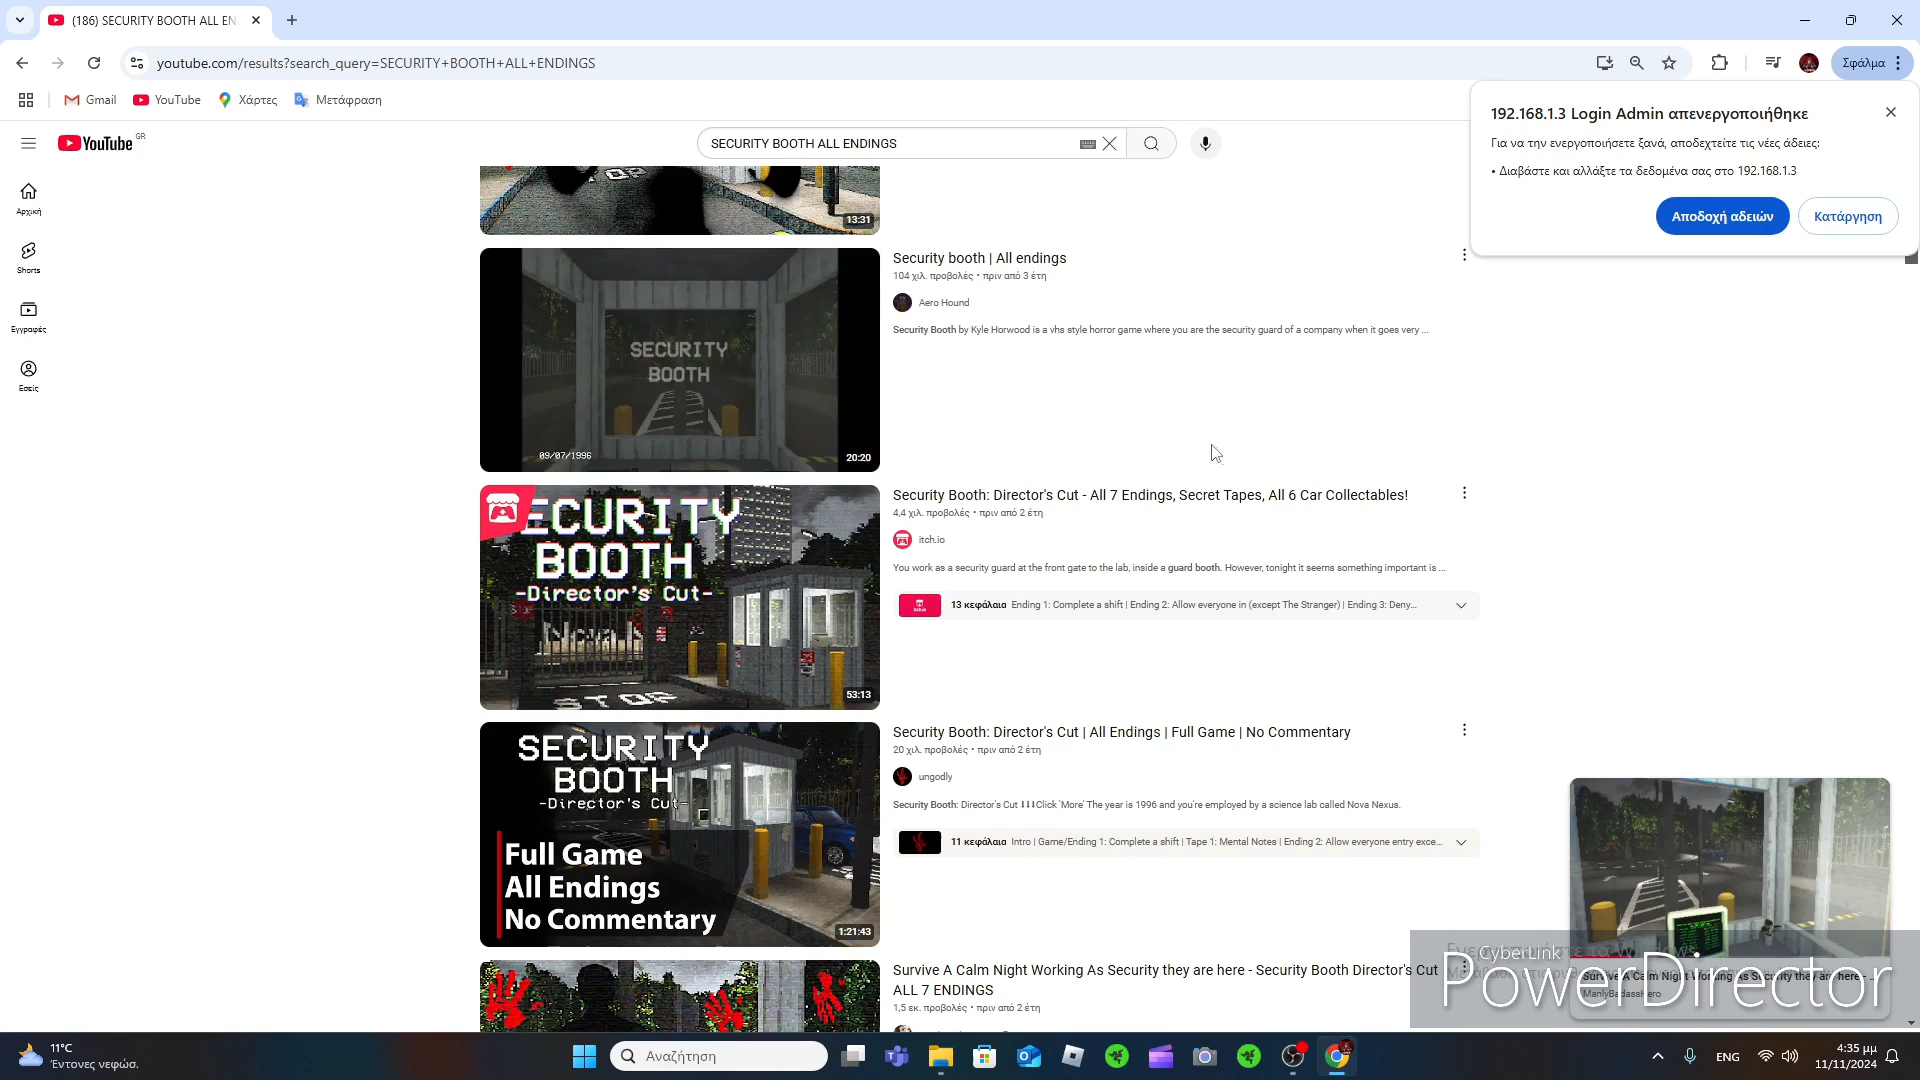 (186) SECURITY BOOTH ALL EN
youtube.com/results?search_query=SECURITY+BOOTH+ALL+ENDINGS
Σφάλμα
Gmail
YouTube
Χάρτες
Μετάφραση
192.168.1.3 Login Admin απενεργοποιήθηκε
Για να την ενεργοποιήσετε ξανά, αποδεχτείτε τις νέες άδειες:
• Διαβάστε και αλλάξτε τα δεδομένα σας στο 192.168.1.3
Αποδοχή αδειών
Κατάργηση
YouTube GR
SECURITY BOOTH ALL ENDINGS
Αρχική
Shorts
Εγγραφές
Εσείς
13:31
SECURITY
BOOTH
09/07/1996
20:20
Security booth | All endings
104 χιλ. προβολές • πριν από 3 έτη
Aero Hound
Security Booth by Kyle Horwood is a vhs style horror game where you are the security guard of a company when it goes very ...
SECURITY
BOOTH
-Director's Cut-
STOP
53:13
Security Booth: Director's Cut - All 7 Endings, Secret Tapes, All 6 Car Collectables!
4,4 χιλ. προβολές • πριν από 2 έτη
itch.io
You work as a security guard at the front gate to the lab, inside a guard booth. However, tonight it seems something important is ...
13 κεφάλαια Ending 1: Complete a shift | Ending 2: Allow everyone in (except The Stranger) | Ending 3: Deny...
SECURITY
BOOTH
-Director's Cut-
Full Game
All Endings
No Commentary
1:21:43
Security Booth: Director's Cut | All Endings | Full Game | No Commentary
20 χιλ. προβολές • πριν από 2 έτη
ungodly
Security Booth: Director's Cut ⬇⬇⬇Click 'More' The year is 1996 and you're employed by a science lab called Nova Nexus.
11 κεφάλαια Intro | Game/Ending 1: Complete a shift | Tape 1: Mental Notes | Ending 2: Allow everyone entry exce...
Survive A Calm Night Working As Security they are here - Security Booth Director's Cut
ALL 7 ENDINGS
1,5 εκ. προβολές • πριν από 2 έτη
Survive A Calm Night Working As Security they are here- ...
ManlyBadassHero
CyberLink
PowerDirector
11°C
Έντονες νεφώσ.
Αναζήτηση
ENG
4:35 μμ
11/11/2024